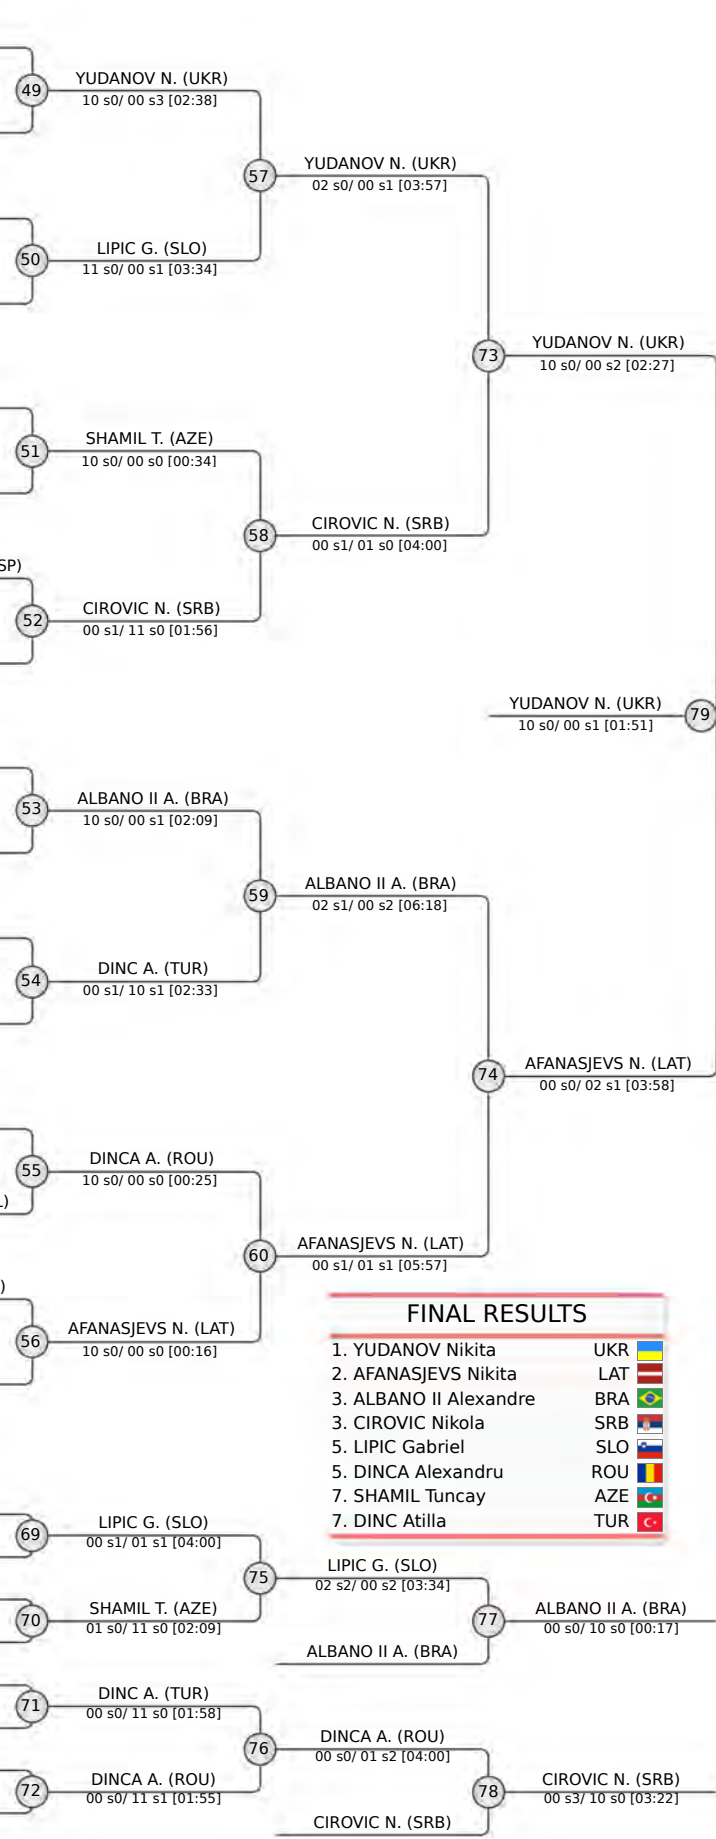 YUDANOV N. (UKR)
49
10 s0/ 00 s3 [02:38]
YUDANOV N. (UKR)
57
02 s0/ 00 s1 [03:57]
LIPIC G. (SLO)
50
11 s0/ 00 s1 [03:34]
YUDANOV N. (UKR)
73
10 s0/ 00 s2 [02:27]
SHAMIL T. (AZE)
51
10 s0/ 00 s0 [00:34]
CIROVIC N. (SRB)
58
00 s1/ 01 s0 [04:00]
SP)
CIROVIC N. (SRB)
52
00 s1/ 11 s0 [01:56]
YUDANOV N. (UKR)
79
10 s0/ 00 s1 [01:51]
ALBANO II A. (BRA)
53
10 s0/ 00 s1 [02:09]
ALBANO II A. (BRA)
59
02 s1/ 00 s2 [06:18]
DINC A. (TUR)
54
00 s1/ 10 s1 [02:33]
AFANASJEVS N. (LAT)
74
00 s0/ 02 s1 [03:58]
DINCA A. (ROU)
55
10 s0/ 00 s0 [00:25]
)
AFANASJEVS N. (LAT)
60
00 s1/ 01 s1 [05:57]
)
AFANASJEVS N. (LAT)
56
10 s0/ 00 s0 [00:16]
FINAL RESULTS
1. YUDANOV Nikita UKR
2. AFANASJEVS Nikita LAT
3. ALBANO II Alexandre BRA
3. CIROVIC Nikola SRB
5. LIPIC Gabriel SLO
5. DINCA Alexandru ROU
7. SHAMIL Tuncay AZE
7. DINC Atilla TUR
LIPIC G. (SLO)
69
00 s1/ 01 s1 [04:00]
LIPIC G. (SLO)
75
02 s2/ 00 s2 [03:34]
SHAMIL T. (AZE)
70
01 s0/ 11 s0 [02:09]
ALBANO II A. (BRA)
77
00 s0/ 10 s0 [00:17]
ALBANO II A. (BRA)
DINC A. (TUR)
71
00 s0/ 11 s0 [01:58]
DINCA A. (ROU)
76
00 s0/ 01 s2 [04:00]
DINCA A. (ROU)
72
00 s0/ 11 s1 [01:55]
CIROVIC N. (SRB)
78
00 s3/ 10 s0 [03:22]
CIROVIC N. (SRB)